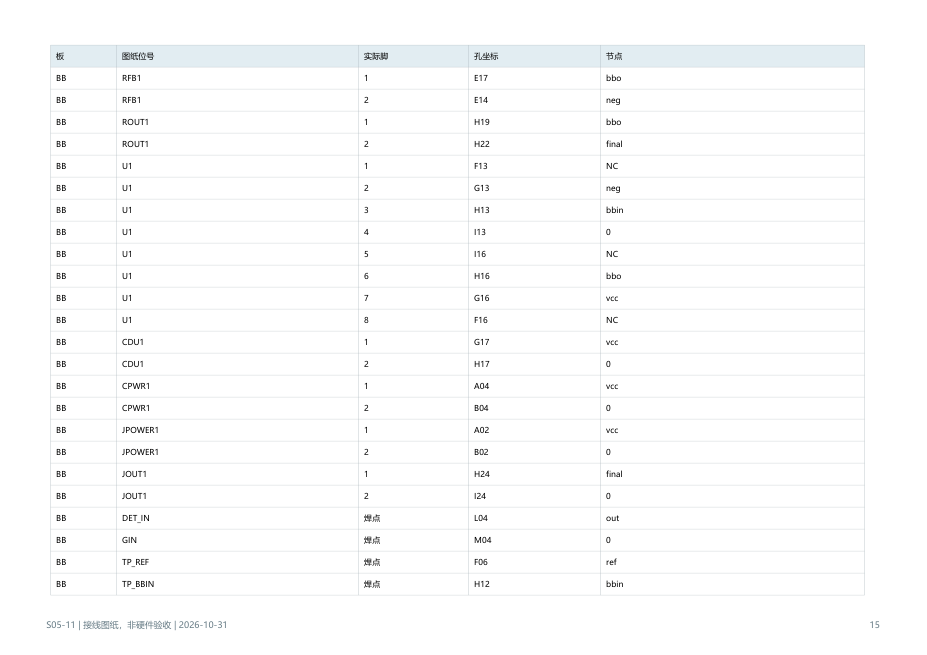 板 图纸位号 实际脚 孔坐标 节点
BB RFB1 1 E17 bbo
BB RFB1 2 E14 neg
BB ROUT1 1 H19 bbo
BB ROUT1 2 H22 final
BB U1 1 F13 NC
BB U1 2 G13 neg
BB U1 3 H13 bbin
BB U1 4 I13 0
BB U1 5 I16 NC
BB U1 6 H16 bbo
BB U1 7 G16 vcc
BB U1 8 F16 NC
BB CDU1 1 G17 vcc
BB CDU1 2 H17 0
BB CPWR1 1 A04 vcc
BB CPWR1 2 B04 0
BB JPOWER1 1 A02 vcc
BB JPOWER1 2 B02 0
BB JOUT1 1 H24 final
BB JOUT1 2 I24 0
BB DET_IN 焊点 L04 out
BB GIN 焊点 M04 0
BB TP_REF 焊点 F06 ref
BB TP_BBIN 焊点 H12 bbin
S05-11 | 接线图纸，非硬件验收 | 2026-10-31 15